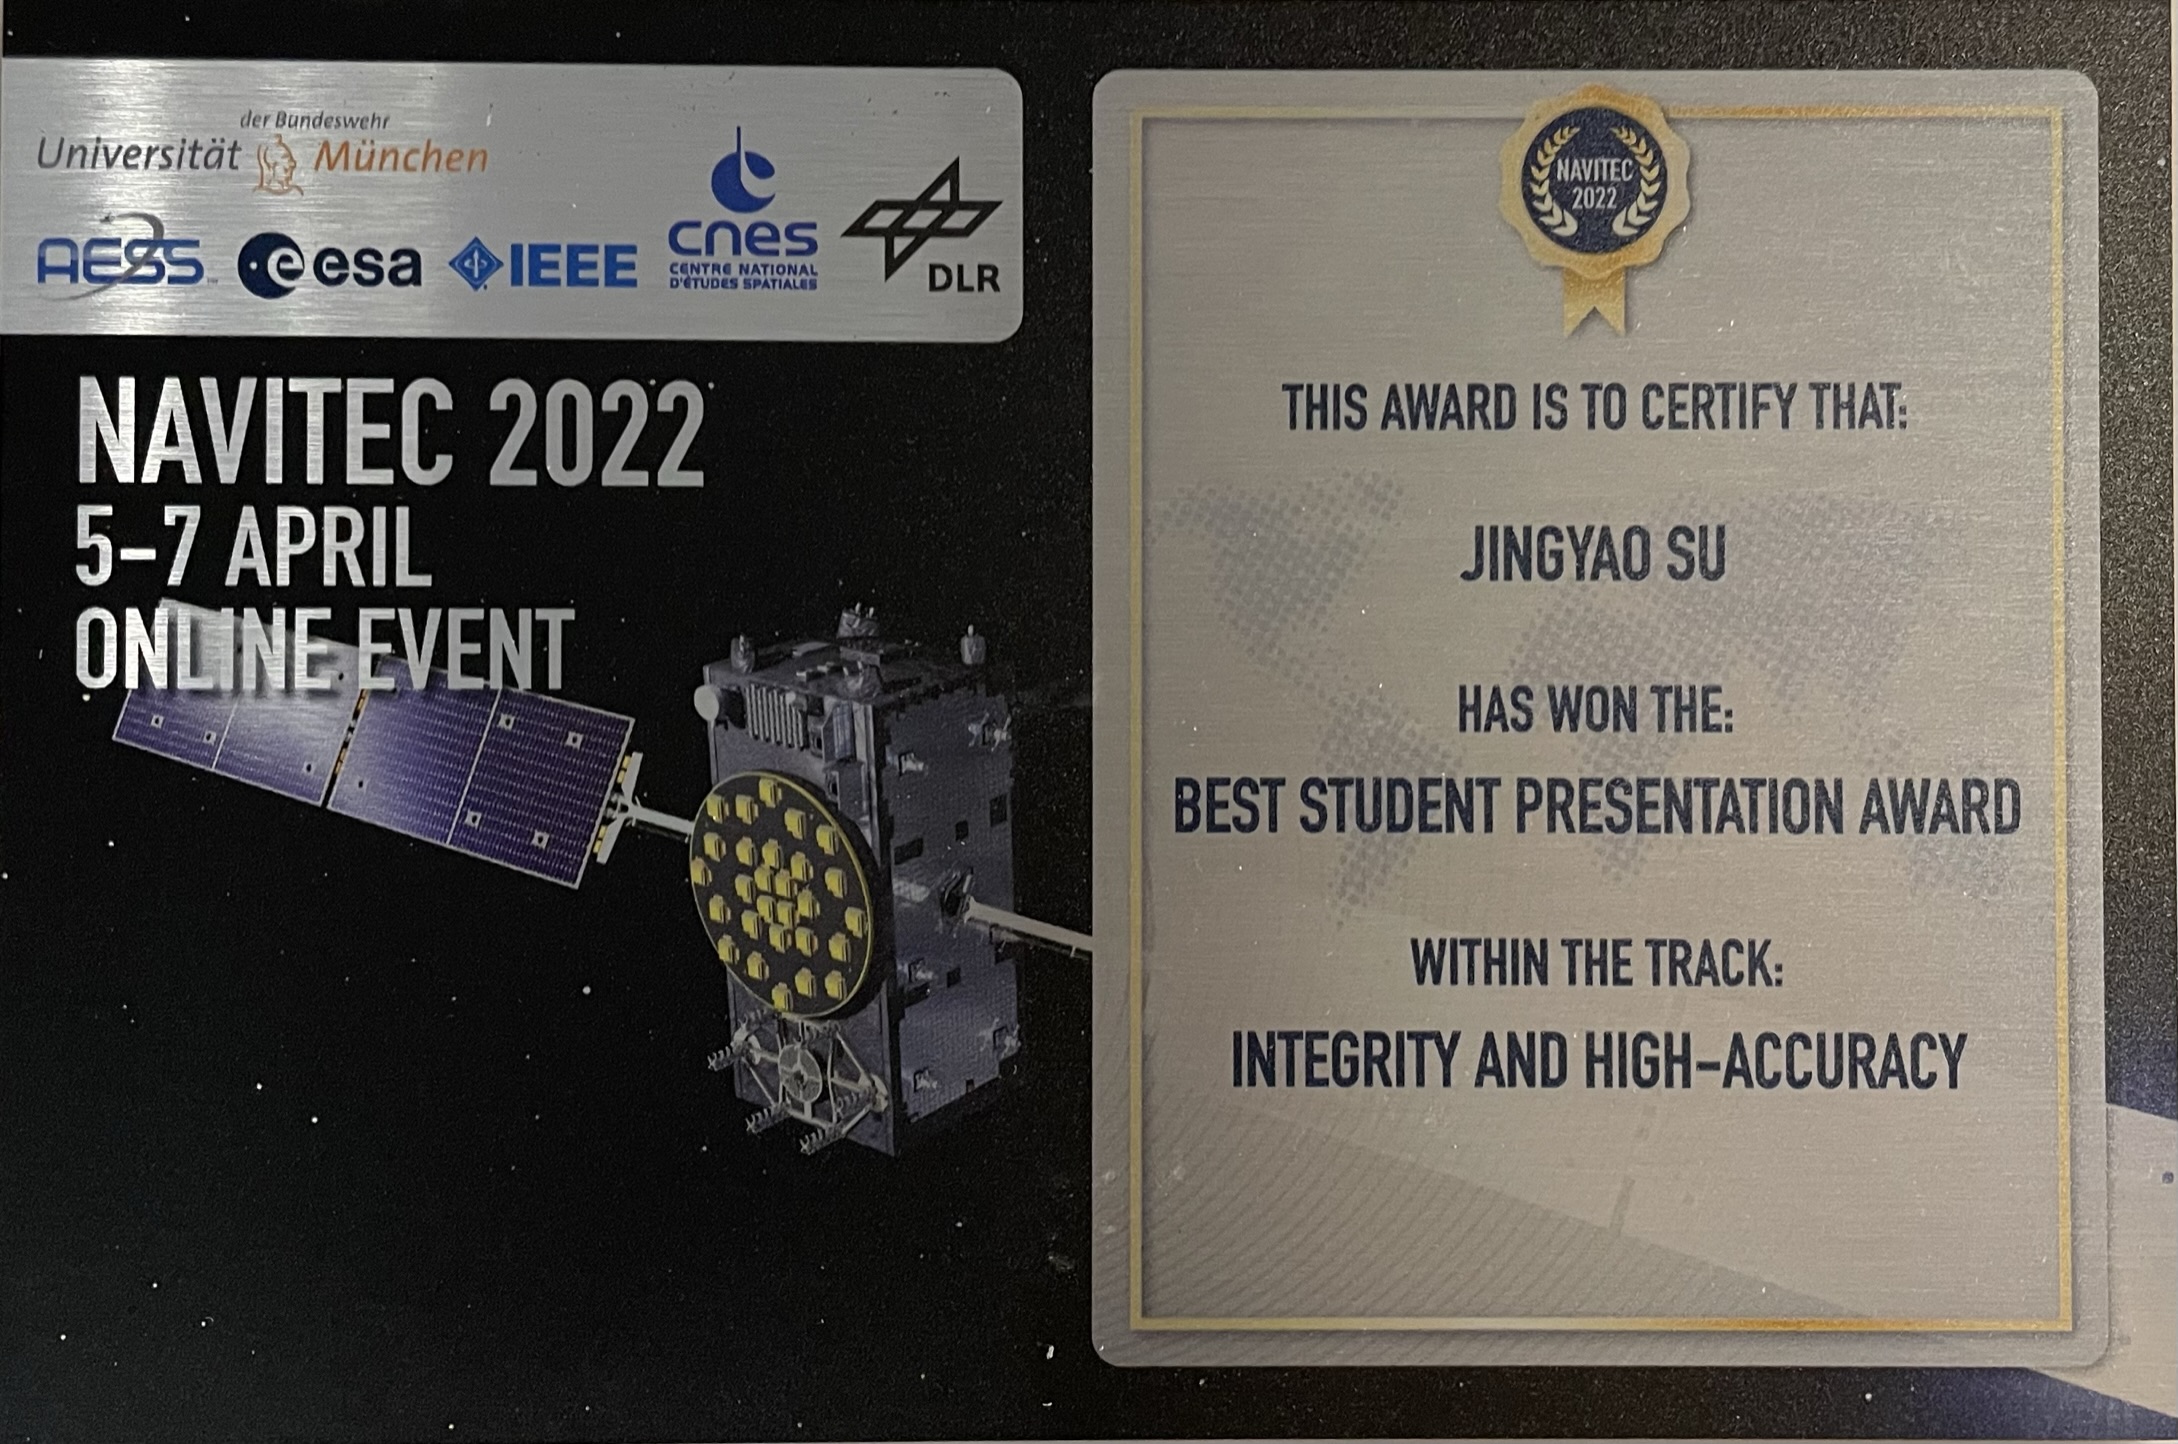 der Bundeswehr
Universität München
AESS
esa
IEEE
cnes
CENTRE NATIONAL
D'ÉTUDES SPATIALES
DLR
NAVITEC 2022
5-7 APRIL
ONLINE EVENT
NAVITEC
2022
THIS AWARD IS TO CERTIFY THAT:
JINGYAO SU
HAS WON THE:
BEST STUDENT PRESENTATION AWARD
WITHIN THE TRACK:
INTEGRITY AND HIGH-ACCURACY